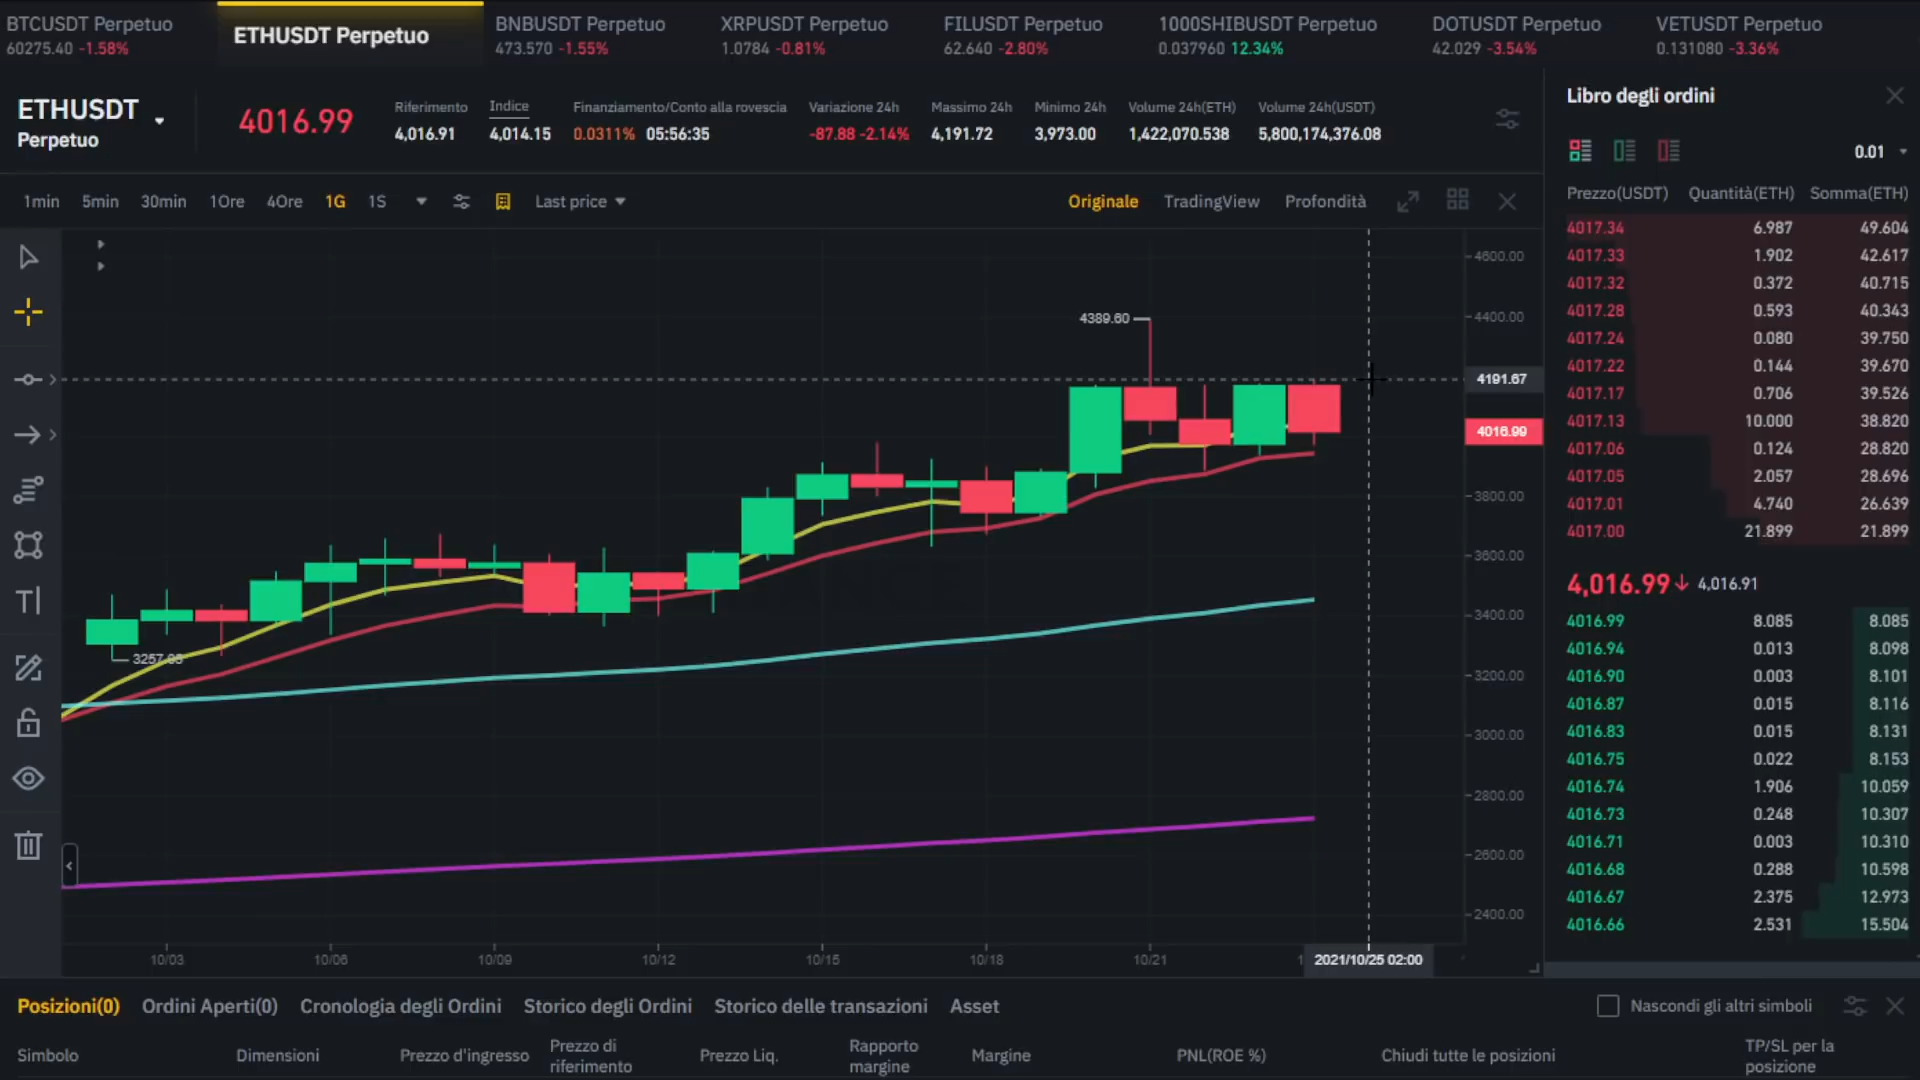 BTCUSDT Perpetuo
60275.40 -1.58%
ETHUSDT Perpetuo
BNBUSDT Perpetuo
473.570 -1.55%
XRPUSDT Perpetuo
1.0784 -0.81%
FILUSDT Perpetuo
62.640 -2.80%
1000SHIBUSDT Perpetuo
0.037960 12.34%
DOTUSDT Perpetuo
42.029 -3.54%
VETUSDT Perpetuo
0.131080 -3.36%
ETHUSDT
Perpetuo
4016.99
Riferimento
4,016.91
Indice
4,014.15
Finanziamento/Conto alla rovescia
0.0311% 05:56:35
Variazione 24h
-87.88 -2.14%
Massimo 24h
4,191.72
Minimo 24h
3,973.00
Volume 24h(ETH)
1,422,070.538
Volume 24h(USDT)
5,800,174,376.08
1min 5min 30min 1Ore 4Ore 1G 1S Last price
Originale TradingView Profondità
4600.00
4400.00
4191.67
4016.99
3800.00
3600.00
3400.00
3200.00
3000.00
2800.00
2600.00
2400.00
4389.60
10/03 10/06 10/09 10/12 10/15 10/18 10/21 2021/10/25 02:00
Libro degli ordini
0.01
Prezzo(USDT) Quantità(ETH) Somma(ETH)
4017.34 6.987 49.604
4017.33 1.902 42.617
4017.32 0.372 40.715
4017.28 0.593 40.343
4017.24 0.080 39.750
4017.22 0.144 39.670
4017.17 0.706 39.526
4017.13 10.000 38.820
4017.06 0.124 28.820
4017.05 2.057 28.696
4017.01 4.740 26.639
4017.00 21.899 21.899
4,016.99↓ 4,016.91
4016.99 8.085 8.085
4016.94 0.013 8.098
4016.90 0.003 8.101
4016.87 0.015 8.116
4016.83 0.015 8.131
4016.75 0.022 8.153
4016.74 1.906 10.059
4016.73 0.248 10.307
4016.71 0.003 10.310
4016.68 0.288 10.598
4016.67 2.375 12.973
4016.66 2.531 15.504
Posizioni(0) Ordini Aperti(0) Cronologia degli Ordini Storico degli Ordini Storico delle transazioni Asset
Nascondi gli altri simboli
Simbolo
Dimensioni
Prezzo d'ingresso
Prezzo di
riferimento
Prezzo Liq.
Rapporto
margine
Margine
PNL(ROE %)
Chiudi tutte le posizioni
TP/SL per la
posizione